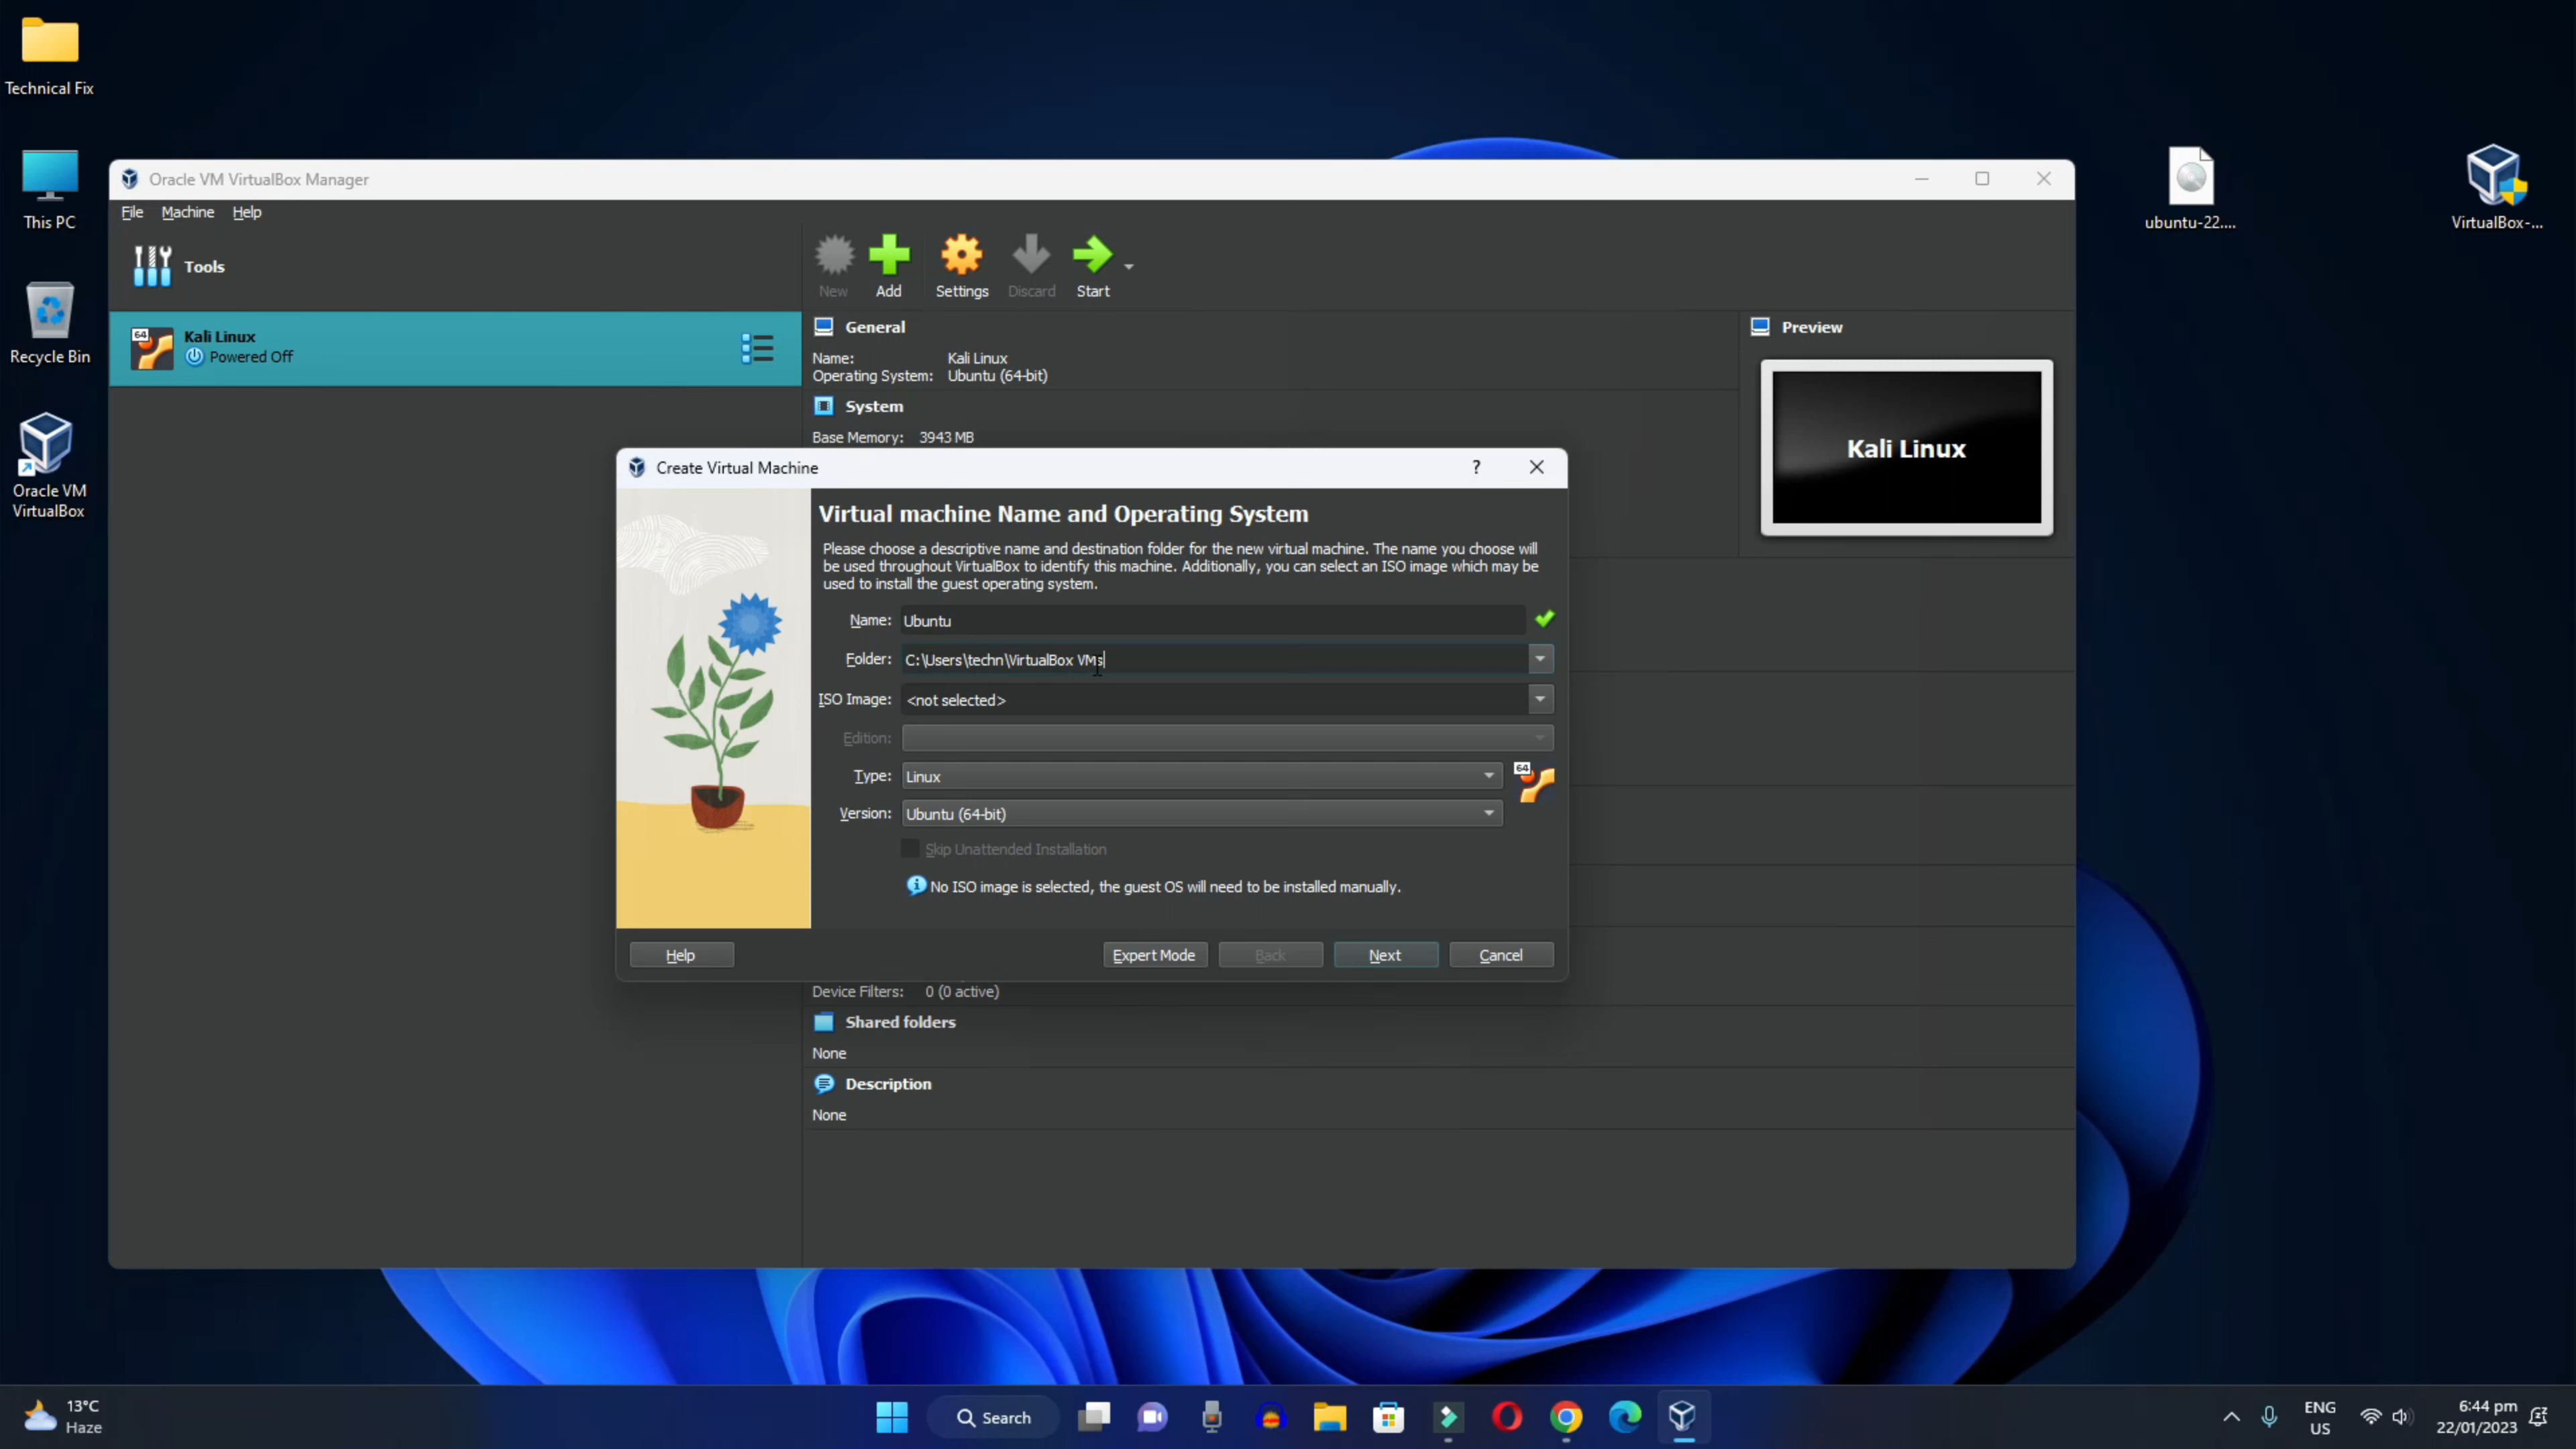 Technical Fix
This PC
Recycle Bin
Oracle VM
VirtualBox
ubuntu-22....
VirtualBox-...
Oracle VM VirtualBox Manager
File Machine Help
Tools
New Add Settings Discard Start
64
Kali Linux
Powered Off
General
Name: Kali Linux
Operating System: Ubuntu (64-bit)
System
Base Memory: 3943 MB
Preview
Kali Linux
Create Virtual Machine
?
Virtual machine Name and Operating System
Please choose a descriptive name and destination folder for the new virtual machine. The name you choose will
be used throughout VirtualBox to identify this machine. Additionally, you can select an ISO image which may be
used to install the guest operating system.
Name: Ubuntu
Folder: C:\Users\techn\VirtualBox VMs
ISO Image: <not selected>
Edition:
Type: Linux
64
Version: Ubuntu (64-bit)
Skip Unattended Installation
No ISO image is selected, the guest OS will need to be installed manually.
Help Expert Mode Back Next Cancel
Device Filters: 0 (0 active)
Shared folders
None
Description
None
13°C
Haze
Search
ENG
US
6:44 pm
22/01/2023